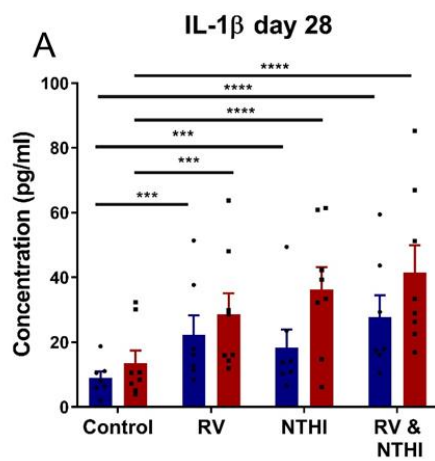 IL-1β day 28
A
****
****
****
***
***
***
Concentration (pg/ml)
100
80
60
40
20
0
Control
RV
NTHI
RV &
NTHI